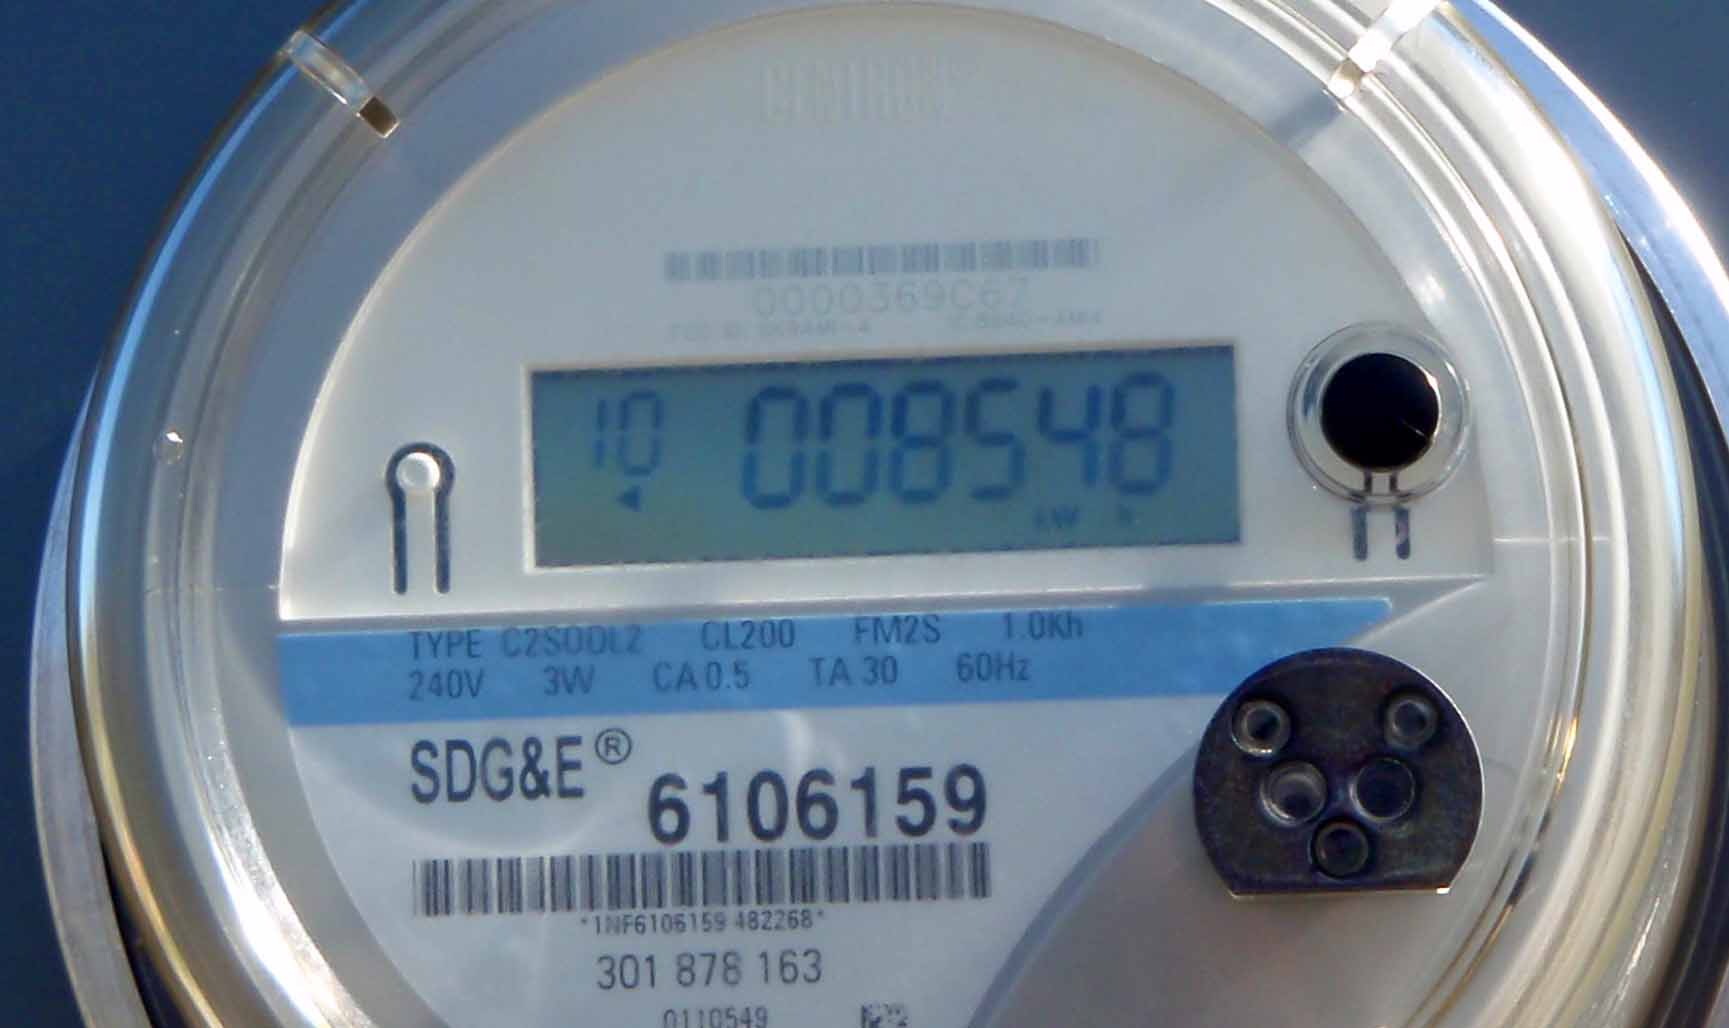 CENTRON
0000369C67
10 008548
kW h
TYPE C2SODL2 CL200 FM2S 1.0Kh
240V 3W CA 0.5 TA 30 60Hz
SDG&E®
6106159
*1NF6106159 482268*
301 878 163
0110549